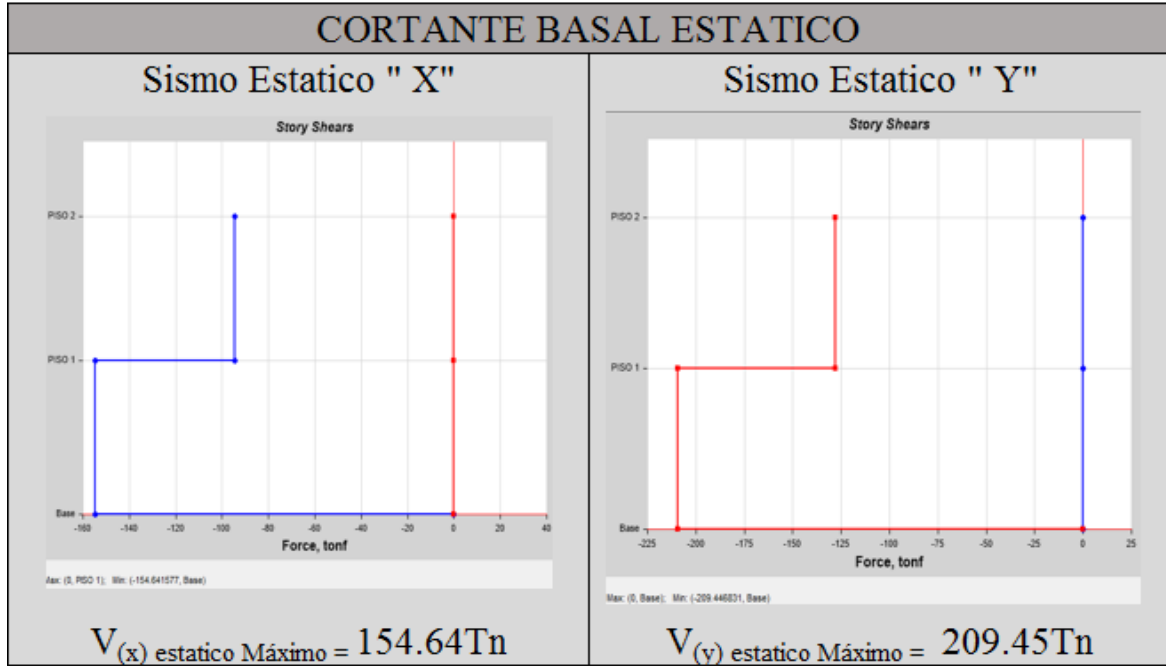 CORTANTE BASAL ESTATICO
Sismo Estatico " X"
Story Shears
PISO 2
PISO 1
Base
-160 -140 -120 -100 -80 -60 -40 -20 0 20 40
Force, tonf
Max: (0, PISO 1); Min: (-154.641577, Base)
V(x) estatico Máximo = 154.64Tn
Sismo Estatico " Y"
Story Shears
PISO 2
PISO 1
Base
-225 -200 -175 -150 -125 -100 -75 -50 -25 0 25
Force, tonf
Max: (0, Base); Min: (-209.446831, Base)
V(y) estatico Máximo = 209.45Tn